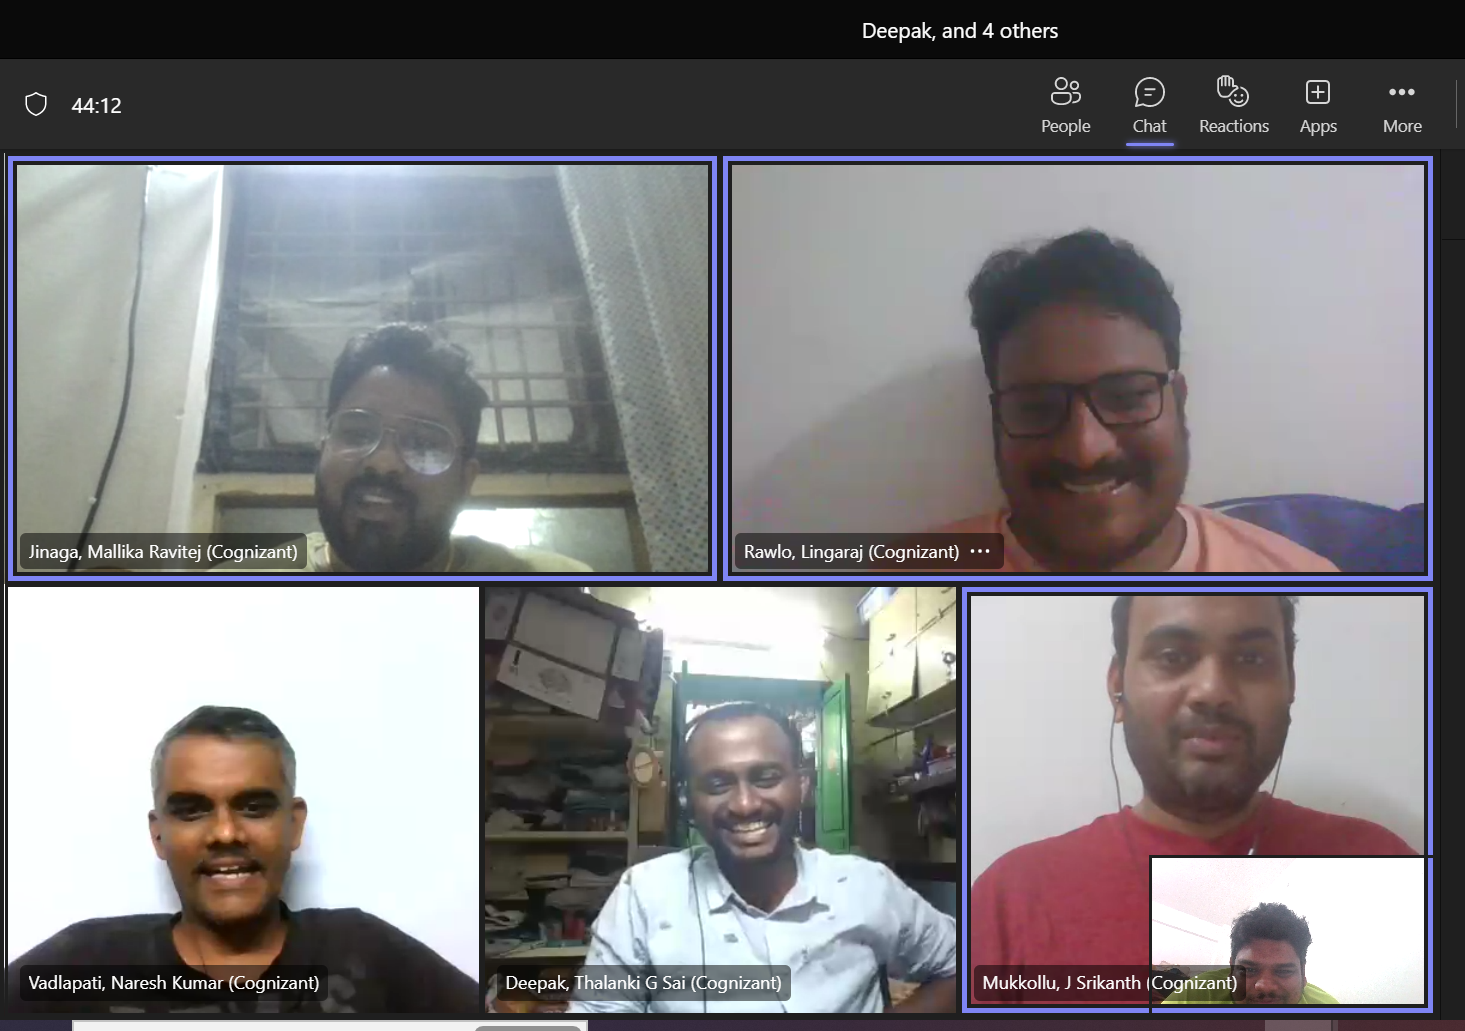 Deepak, and 4 others
44:12
People
Chat
Reactions
Apps
More
Jinaga, Mallika Ravitej (Cognizant)
Rawlo, Lingaraj (Cognizant) ···
Vadlapati, Naresh Kumar (Cognizant)
Deepak, Thalanki G Sai (Cognizant)
Mukkollu, J Srikanth (Cognizant)